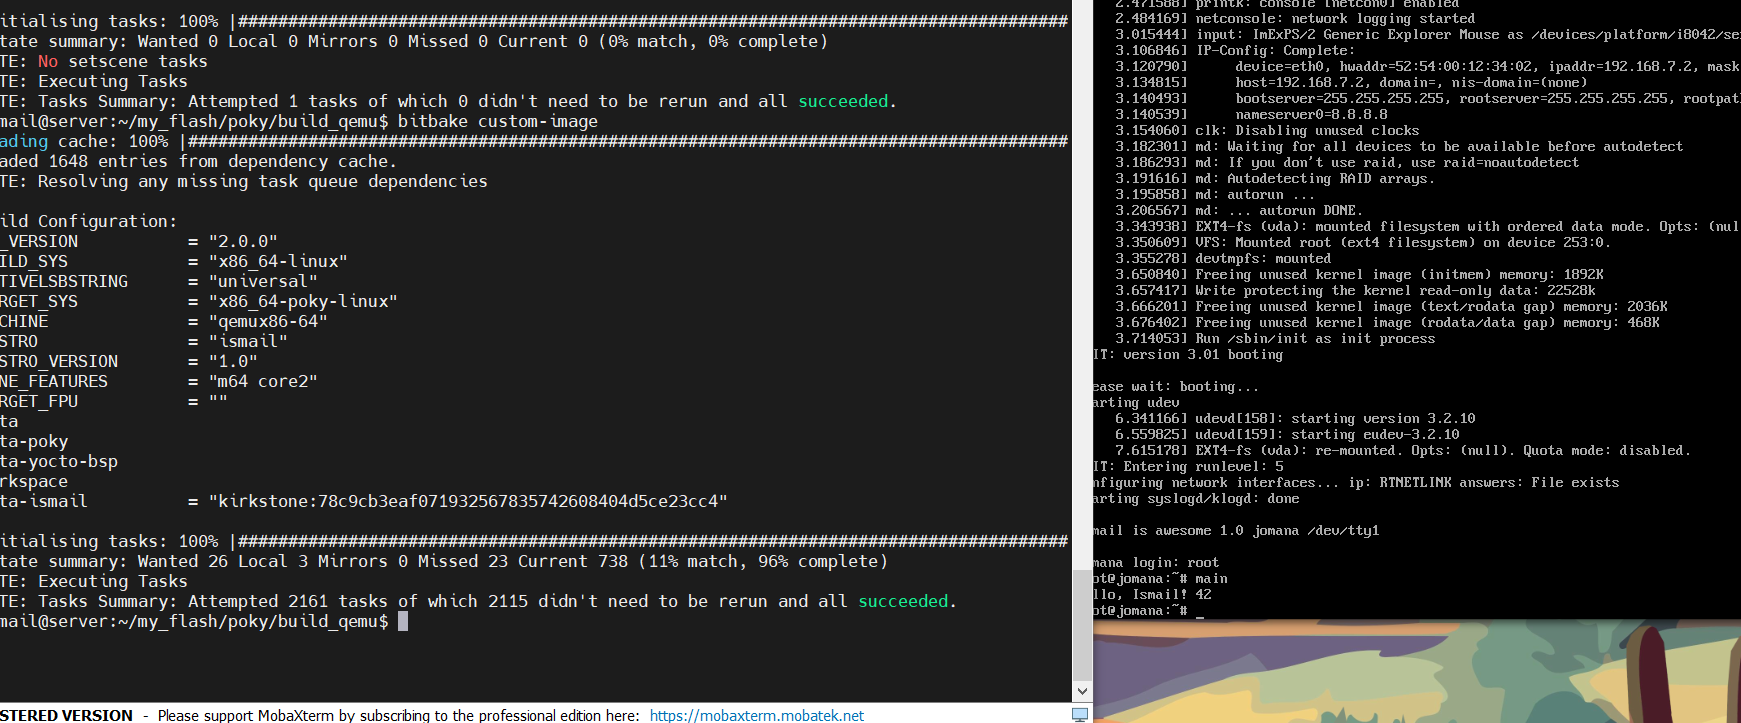 itialising tasks: 100% |###################################################################################
tate summary: Wanted 0 Local 0 Mirrors 0 Missed 0 Current 0 (0% match, 0% complete)
TE: No setscene tasks
TE: Executing Tasks
TE: Tasks Summary: Attempted 1 tasks of which 0 didn't need to be rerun and all succeeded.
mail@server:~/my_flash/poky/build_qemu$ bitbake custom-image
ading cache: 100% |########################################################################################
aded 1648 entries from dependency cache.
TE: Resolving any missing task queue dependencies
ild Configuration:
_VERSION           = "2.0.0"
ILD_SYS            = "x86_64-linux"
TIVELSBSTRING      = "universal"
RGET_SYS           = "x86_64-poky-linux"
CHINE              = "qemux86-64"
STRO               = "ismail"
STRO_VERSION       = "1.0"
NE_FEATURES        = "m64 core2"
RGET_FPU           = ""
ta
ta-poky
ta-yocto-bsp
rkspace
ta-ismail          = "kirkstone:78c9cb3eaf071932567835742608404d5ce23cc4"
itialising tasks: 100% |###################################################################################
tate summary: Wanted 26 Local 3 Mirrors 0 Missed 23 Current 738 (11% match, 96% complete)
TE: Executing Tasks
TE: Tasks Summary: Attempted 2161 tasks of which 2115 didn't need to be rerun and all succeeded.
mail@server:~/my_flash/poky/build_qemu$
STERED VERSION - Please support MobaXterm by subscribing to the professional edition here: https://mobaxterm.mobatek.net
2.471588] printk: console [netcon0] enabled
2.484169] netconsole: network logging started
3.015444] input: ImExPS/2 Generic Explorer Mouse as /devices/platform/i8042/se
3.106846] IP-Config: Complete:
3.120790]      device=eth0, hwaddr=52:54:00:12:34:02, ipaddr=192.168.7.2, mask
3.134815]      host=192.168.7.2, domain=, nis-domain=(none)
3.140493]      bootserver=255.255.255.255, rootserver=255.255.255.255, rootpat
3.140539]      nameserver0=8.8.8.8
3.154060] clk: Disabling unused clocks
3.182301] md: Waiting for all devices to be available before autodetect
3.186293] md: If you don't use raid, use raid=noautodetect
3.191616] md: Autodetecting RAID arrays.
3.195858] md: autorun ...
3.206567] md: ... autorun DONE.
3.343938] EXT4-fs (vda): mounted filesystem with ordered data mode. Opts: (nul
3.350609] VFS: Mounted root (ext4 filesystem) on device 253:0.
3.355278] devtmpfs: mounted
3.650840] Freeing unused kernel image (initmem) memory: 1892K
3.657417] Write protecting the kernel read-only data: 22528k
3.666201] Freeing unused kernel image (text/rodata gap) memory: 2036K
3.676402] Freeing unused kernel image (rodata/data gap) memory: 468K
3.714053] Run /sbin/init as init process
IT: version 3.01 booting
ease wait: booting...
arting udev
6.341166] udevd[158]: starting version 3.2.10
6.559825] udevd[159]: starting eudev-3.2.10
7.615178] EXT4-fs (vda): re-mounted. Opts: (null). Quota mode: disabled.
IT: Entering runlevel: 5
nfiguring network interfaces... ip: RTNETLINK answers: File exists
arting syslogd/klogd: done
mail is awesome 1.0 jomana /dev/tty1
mana login: root
ot@jomana:~# main
llo, Ismail! 42
ot@jomana:~# _